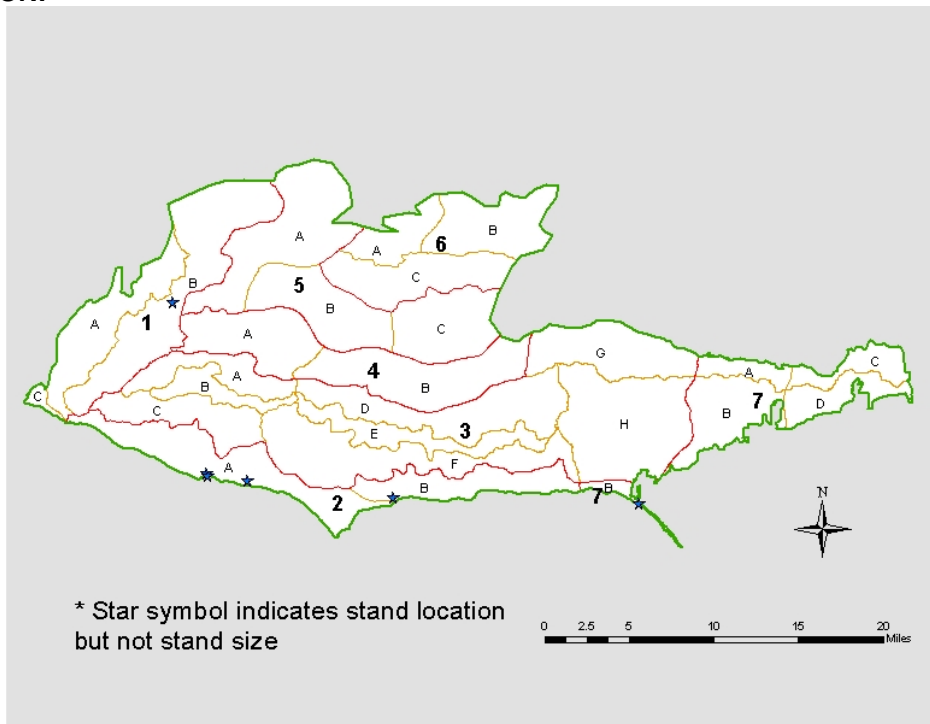 A
B
6
A
B
A
5
C
B
A
1
B
C
A
G
4
C
A
C
A
B
B
D
7
B
D
C
E
3
H
F
A
B
2
7
B
N
* Star symbol indicates stand location
but not stand size
0 2.5 5 10 15 20
Miles